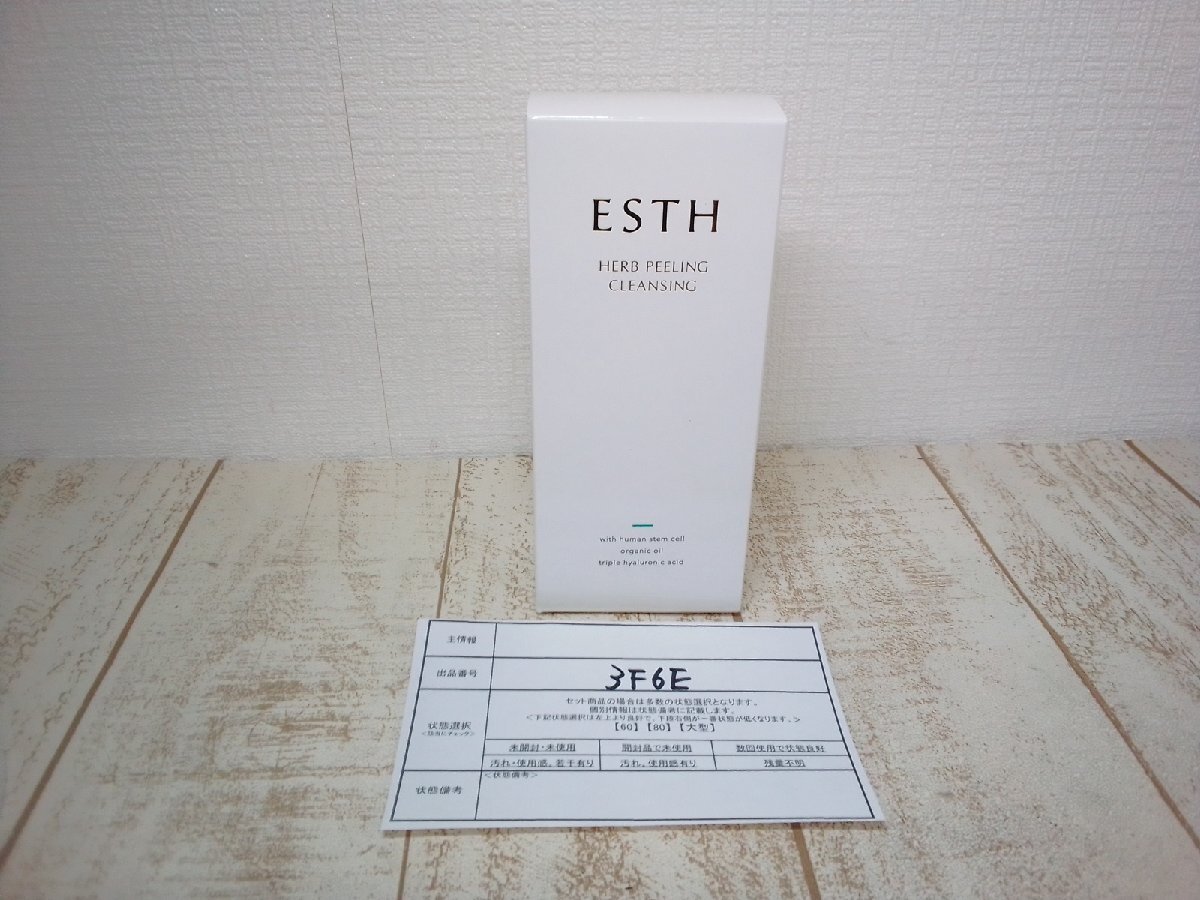 ESTH
HERB PEELING
CLEANSING
with human stem cell
organic oil
triple hyaluronic acid
主情報
出品番号
3F6E
状態選択
<該当にチェック>
セット商品の場合は多数の状態選択となります。
個別情報は状態備考に記載します。
<下記状態選択は左上より良好で、下段右側が一番状態が低くなります。>
【60】【80】【大型】
未開封・未使用
開封品で未使用
数回使用で状態良好
汚れ・使用感。若干有り
汚れ。使用感有り
残量不明
状態備考
<状態備考>